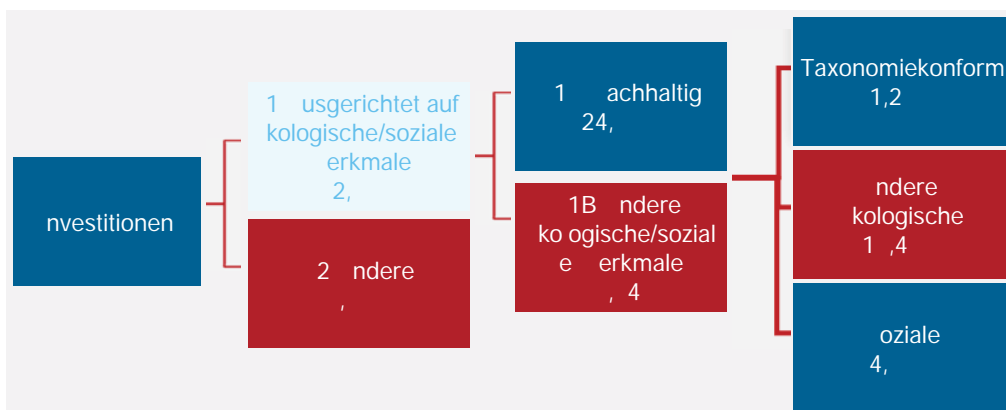 nvestitionen
1 usgerichtet auf
kologische/soziale
erkmale
2,
2 ndere
,
1 achhaltig
24,
1B ndere
ko ogische/sozial
e erkmale
, 4
Taxonomiekonform
1,2
ndere
kologische
1 ,4
oziale
4,